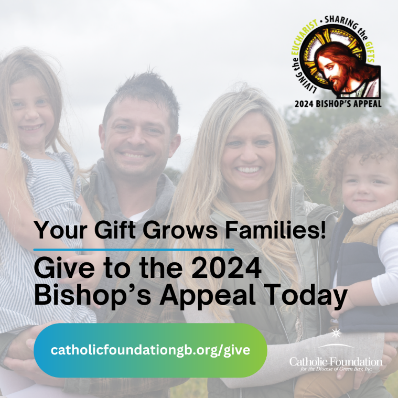 LIVING the EUCHARIST • SHARING the GIFTS
2024 BISHOP'S APPEAL
Your Gift Grows Families!
Give to the 2024
Bishop's Appeal Today
catholicfoundationgb.org/give
Catholic Foundation
for the Diocese of Green Bay, Inc.